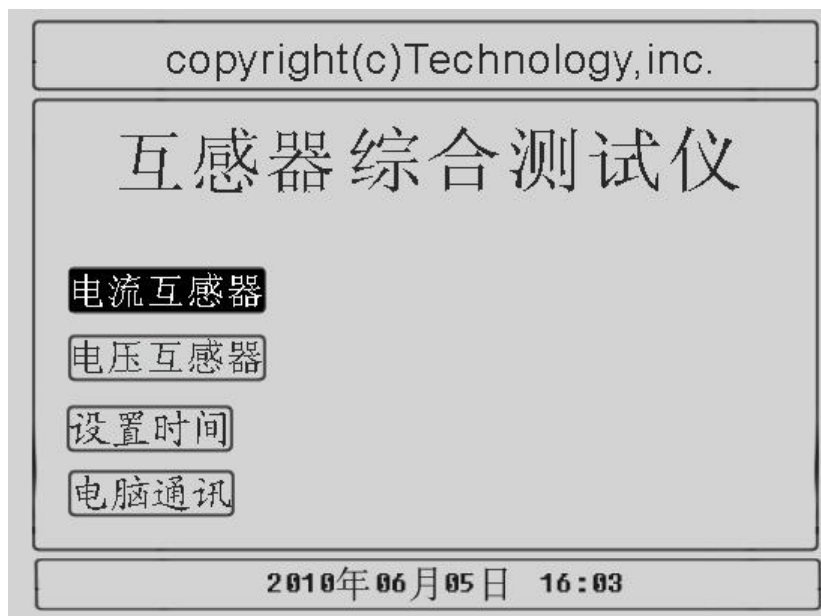 copyright(c)Technology,inc.
互感器综合测试仪
电流互感器
电压互感器
设置时间
电脑通讯
2010年06月05日 16:03